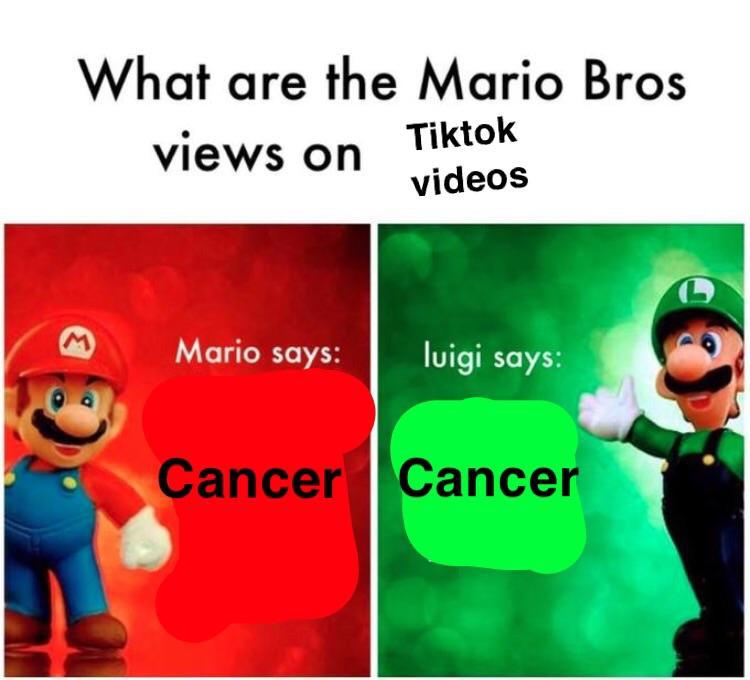 What are the Mario Bros
views on Tiktok
videos
Mario says:
luigi says:
Cancer
Cancer
M
L